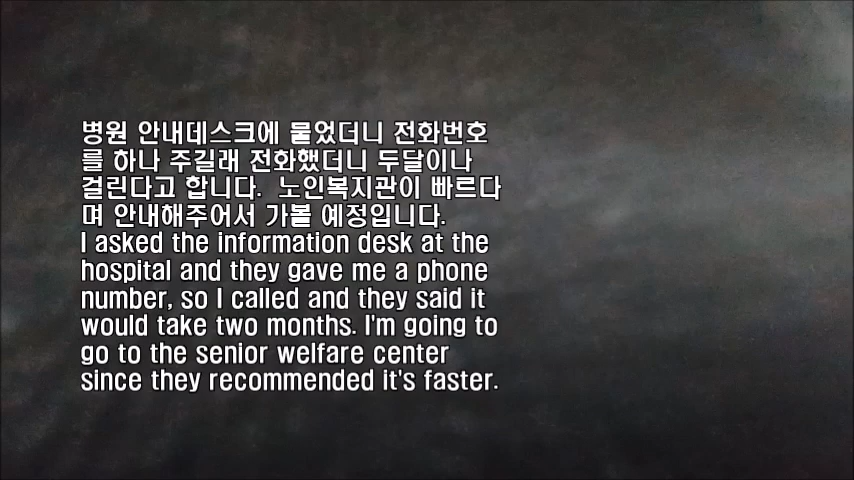 병원 안내데스크에 물었더니 전화번호
를 하나 주길래 전화했더니 두달이나
걸린다고 합니다.  노인복지관이 빠르다
며 안내해주어서 가볼 예정입니다.
I asked the information desk at the
hospital and they gave me a phone
number, so I called and they said it
would take two months. I'm going to
go to the senior welfare center
since they recommended it's faster.